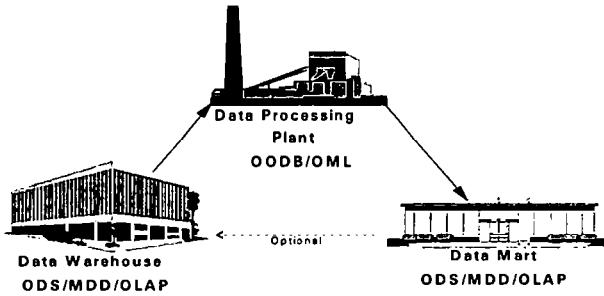 Data Processing
Plant
OODB/OML
Optional
Data Warehouse
ODS/MDD/OLAP
Data Mart
ODS/MDD/OLAP